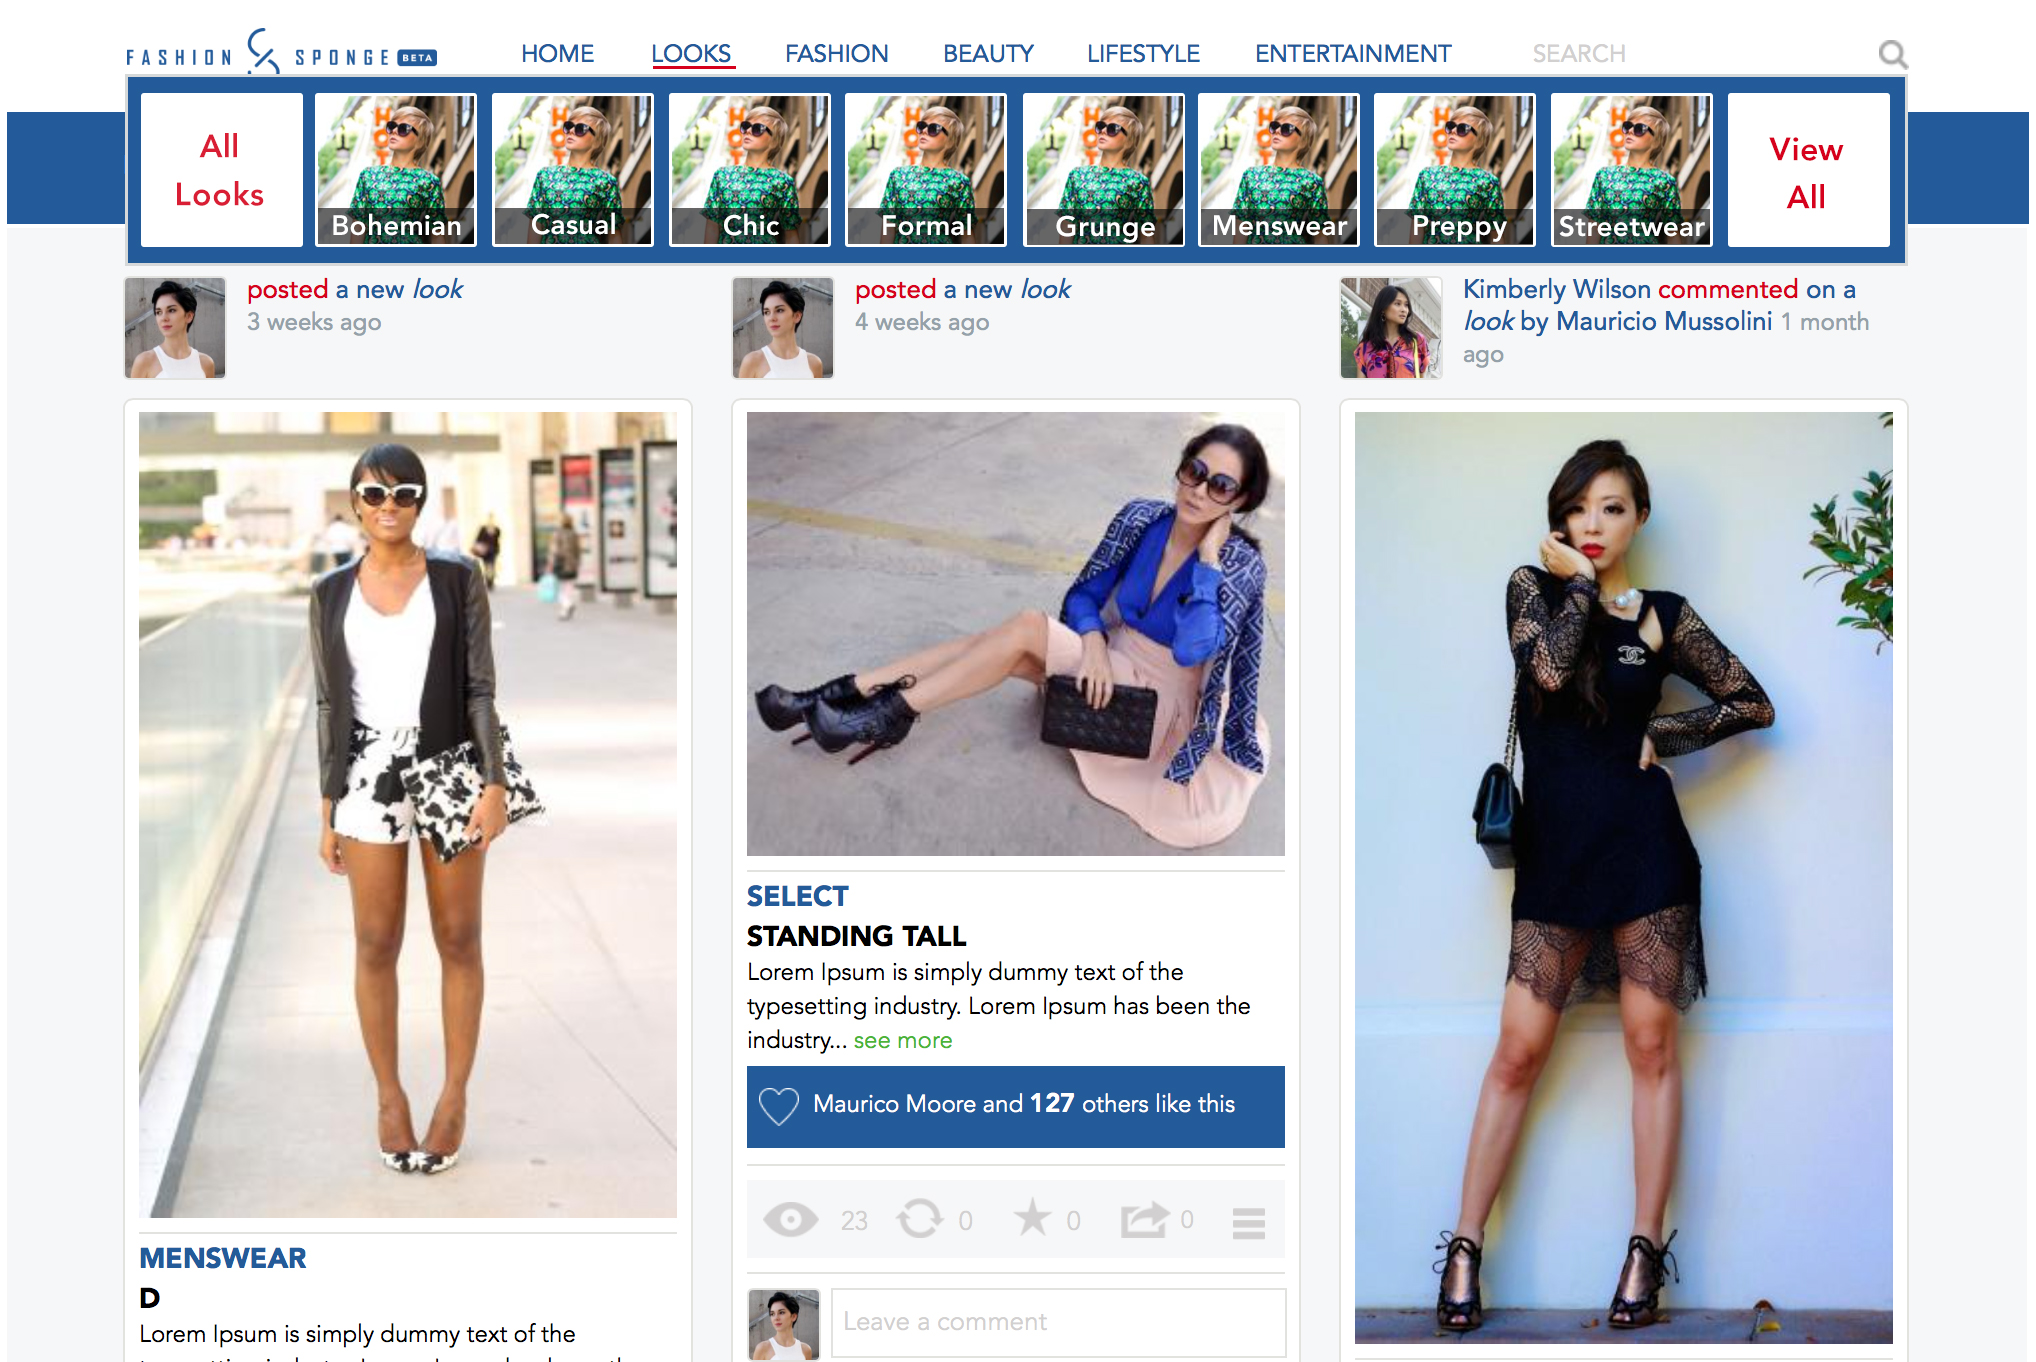 FASHION SPONGE BETA
HOME LOOKS FASHION BEAUTY LIFESTYLE ENTERTAINMENT SEARCH
All
Looks
Bohemian
Casual
Chic
Formal
Grunge
Menswear
Preppy
Streetwear
View
All
posted a new look
3 weeks ago
posted a new look
4 weeks ago
Kimberly Wilson commented on a
look by Mauricio Mussolini 1 month
ago
MENSWEAR
D
Lorem Ipsum is simply dummy text of the
SELECT
STANDING TALL
Lorem Ipsum is simply dummy text of the
typesetting industry. Lorem Ipsum has been the
industry... see more
Maurico Moore and 127 others like this
23 0 0 0
Leave a comment